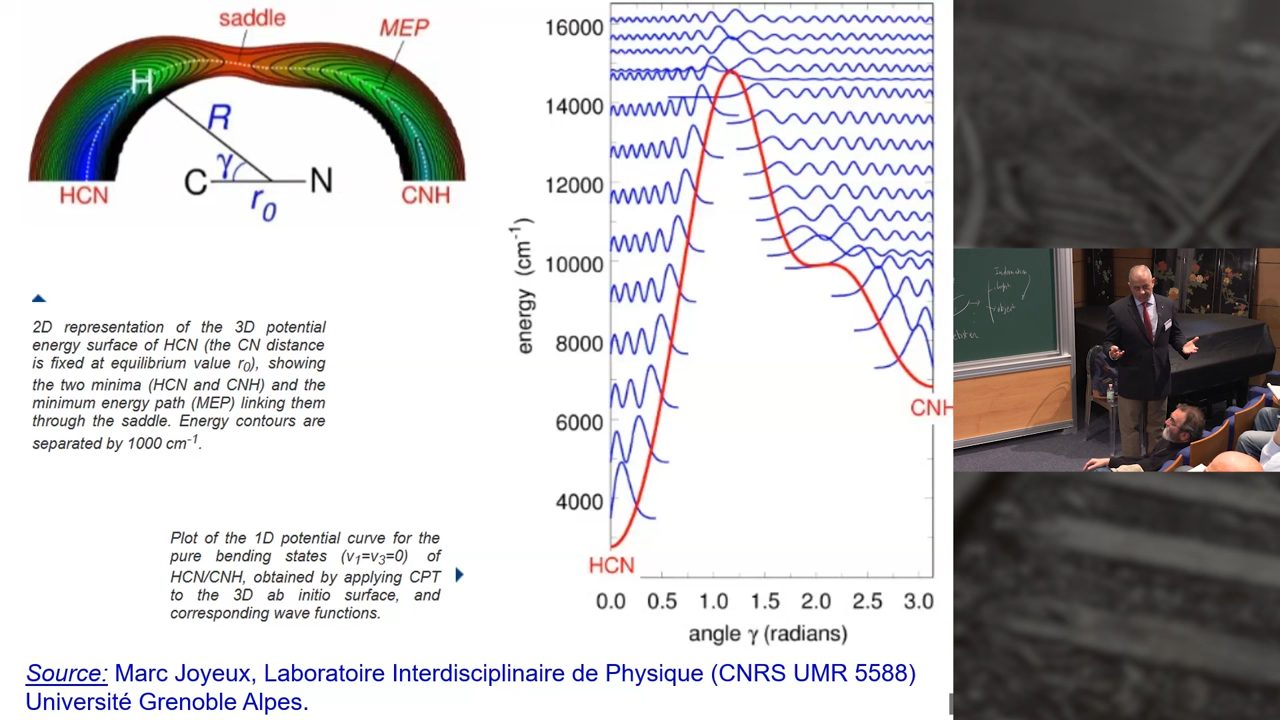 saddle
MEP
H
R
γ
C
N
r0
HCN
CNH
2D representation of the 3D potential
energy surface of HCN (the CN distance
is fixed at equilibrium value r0), showing
the two minima (HCN and CNH) and the
minimum energy path (MEP) linking them
through the saddle. Energy contours are
separated by 1000 cm-1.
Plot of the 1D potential curve for the
pure bending states (v1=v3=0) of
HCN/CNH, obtained by applying CPT
to the 3D ab initio surface, and
corresponding wave functions.
energy (cm-1)
16000
14000
12000
10000
8000
6000
4000
HCN
CNH
0.0 0.5 1.0 1.5 2.0 2.5 3.0
angle γ (radians)
Source: Marc Joyeux, Laboratoire Interdisciplinaire de Physique (CNRS UMR 5588)
Université Grenoble Alpes.
object